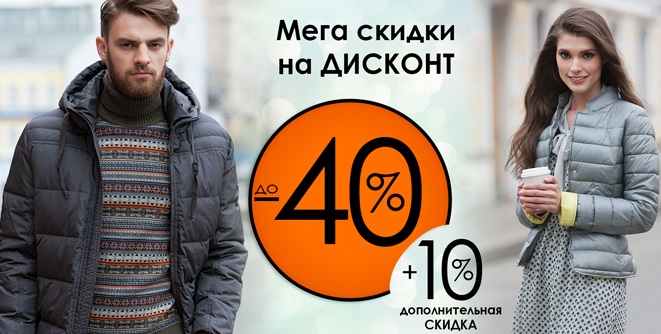 Мега скидки
на ДИСКОНТ
до 40%
+10%
дополнительная
СКИДКА